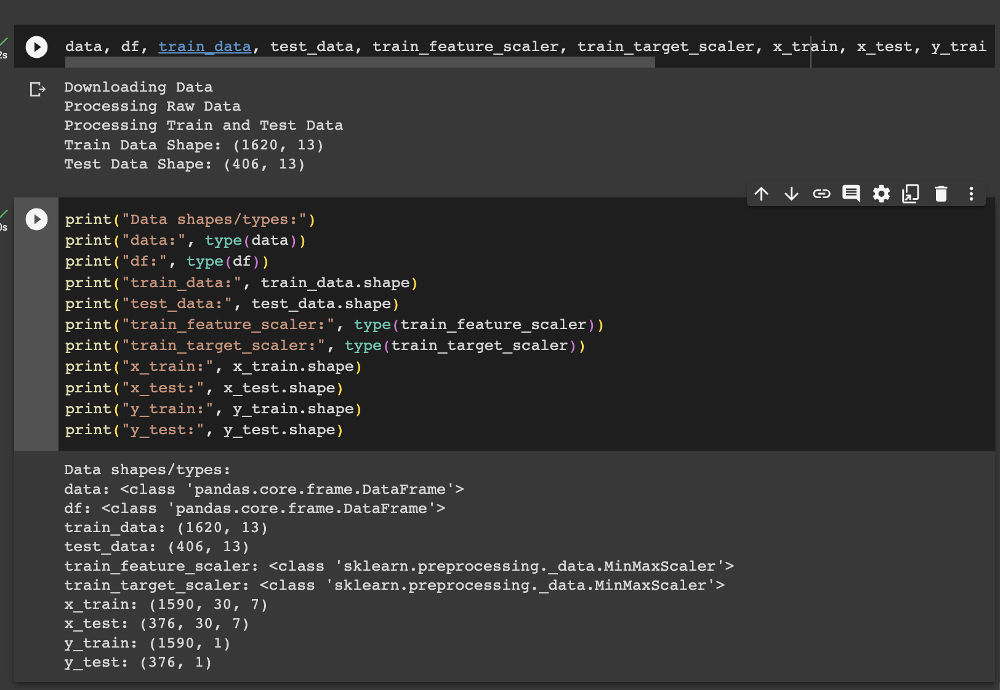 data, df, train_data, test_data, train_feature_scaler, train_target_scaler, x_train, x_test, y_trai
2s
Downloading Data
Processing Raw Data
Processing Train and Test Data
Train Data Shape: (1620, 13)
Test Data Shape: (406, 13)
print("Data shapes/types:")
0s
print("data:", type(data))
print("df:", type(df))
print("train_data:", train_data.shape)
print("test_data:", test_data.shape)
print("train_feature_scaler:", type(train_feature_scaler))
print("train_target_scaler:", type(train_target_scaler))
print("x_train:", x_train.shape)
print("x_test:", x_test.shape)
print("y_train:", y_train.shape)
print("y_test:", y_test.shape)
Data shapes/types:
data: <class 'pandas.core.frame.DataFrame'>
df: <class 'pandas.core.frame.DataFrame'>
train_data: (1620, 13)
test_data: (406, 13)
train_feature_scaler: <class 'sklearn.preprocessing._data.MinMaxScaler'>
train_target_scaler: <class 'sklearn.preprocessing._data.MinMaxScaler'>
x_train: (1590, 30, 7)
x_test: (376, 30, 7)
y_train: (1590, 1)
y_test: (376, 1)